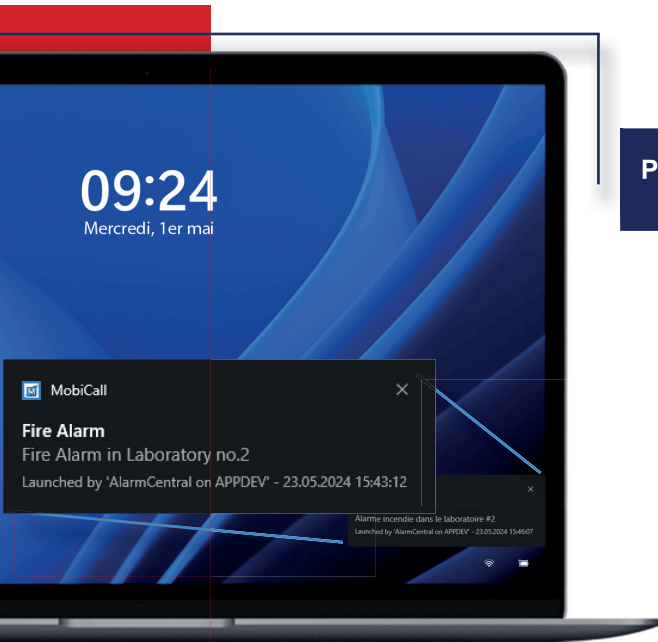 P
09:24
Mercredi, 1er mai
MobiCall
Fire Alarm
Fire Alarm in Laboratory no.2
Launched by 'AlarmCentral on APPDEV' - 23.05.2024 15:43:12
Alarme incendie dans le laboratoire #2
Launched by 'AlarmCentral on APPDEV' - 23.05.2024 15:46:07